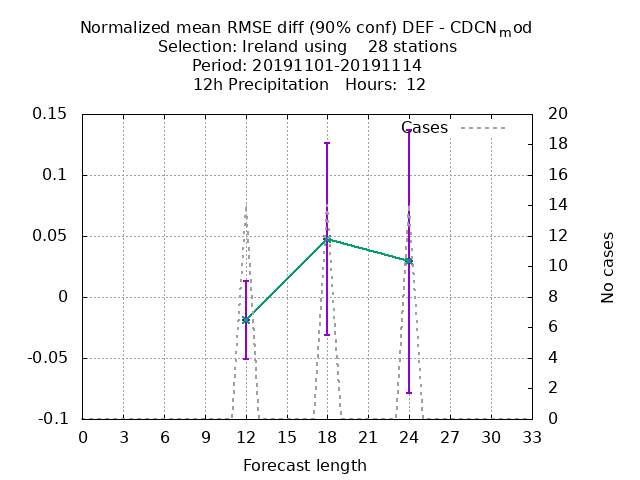 Normalized mean RMSE diff (90% conf) DEF - CDCN_mod
Selection: Ireland using    28 stations
Period: 20191101-20191114
12h Precipitation   Hours:  12
0.15
0.1
0.05
0
-0.05
-0.1
Cases
20
18
16
14
12
10
8
6
4
2
0
No cases
0 3 6 9 12 15 18 21 24 27 30 33
Forecast length